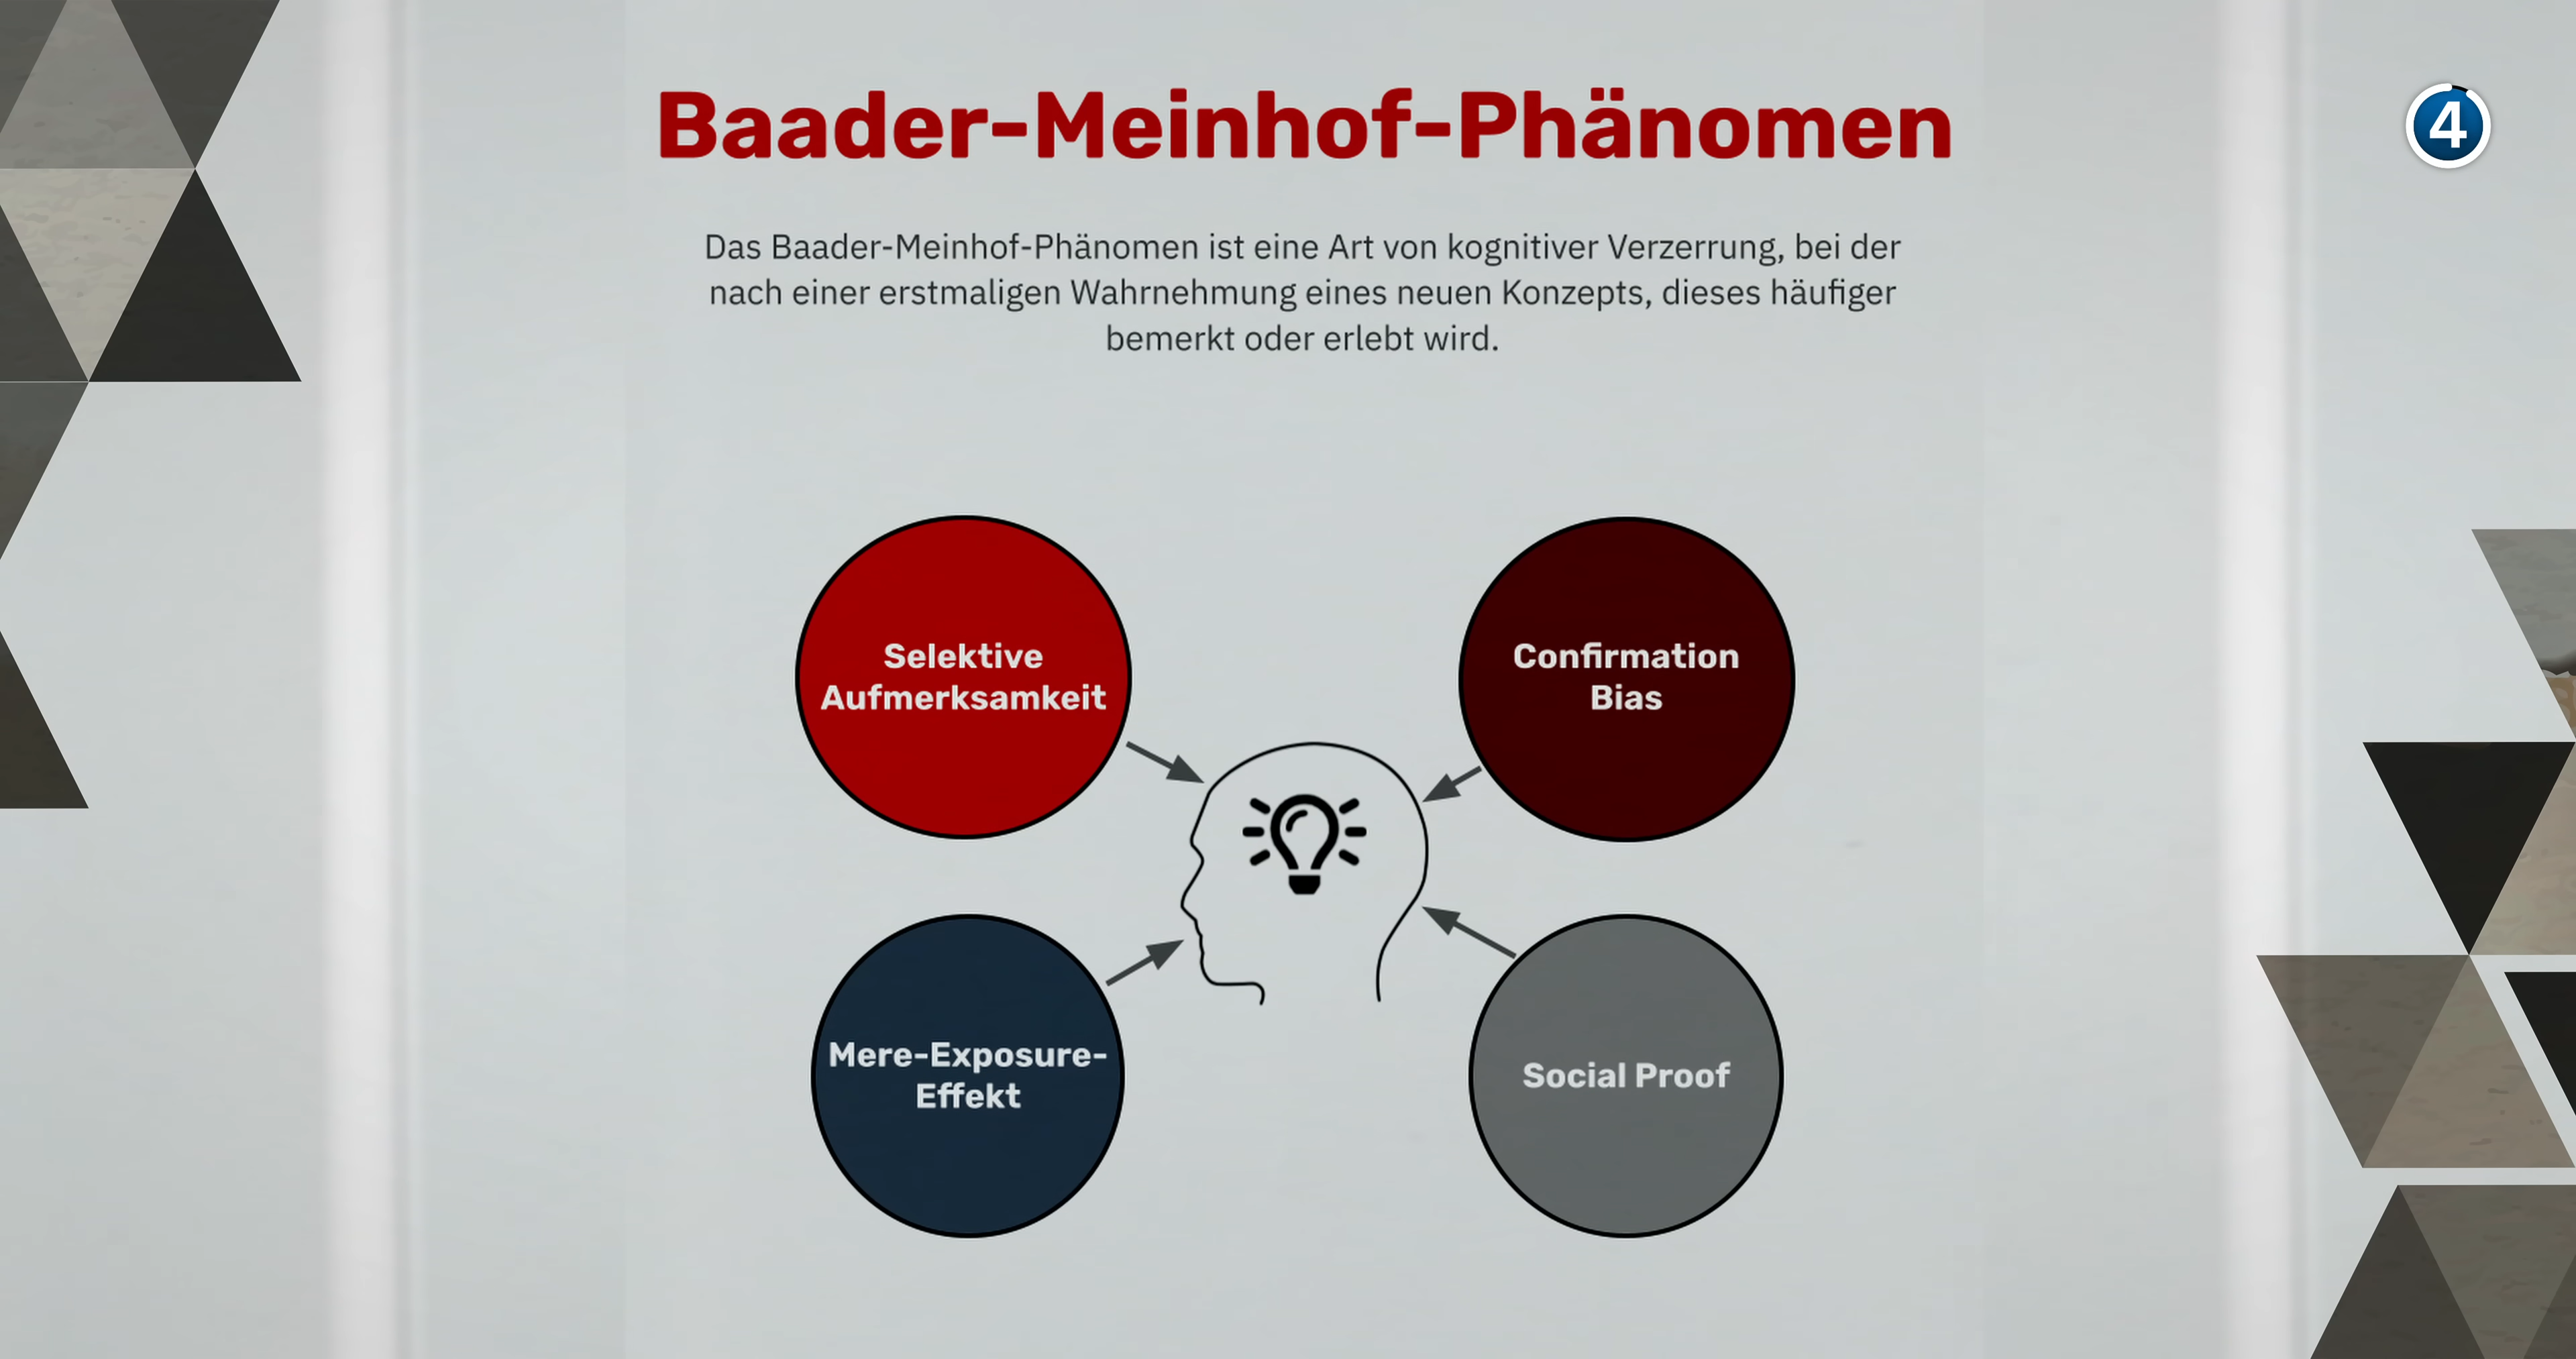 Baader-Meinhof-Phänomen
4
Das Baader-Meinhof-Phänomen ist eine Art von kognitiver Verzerrung, bei der
nach einer erstmaligen Wahrnehmung eines neuen Konzepts, dieses häufiger
bemerkt oder erlebt wird.
Selektive
Aufmerksamkeit
Confirmation
Bias
Mere-Exposure-
Effekt
Social Proof